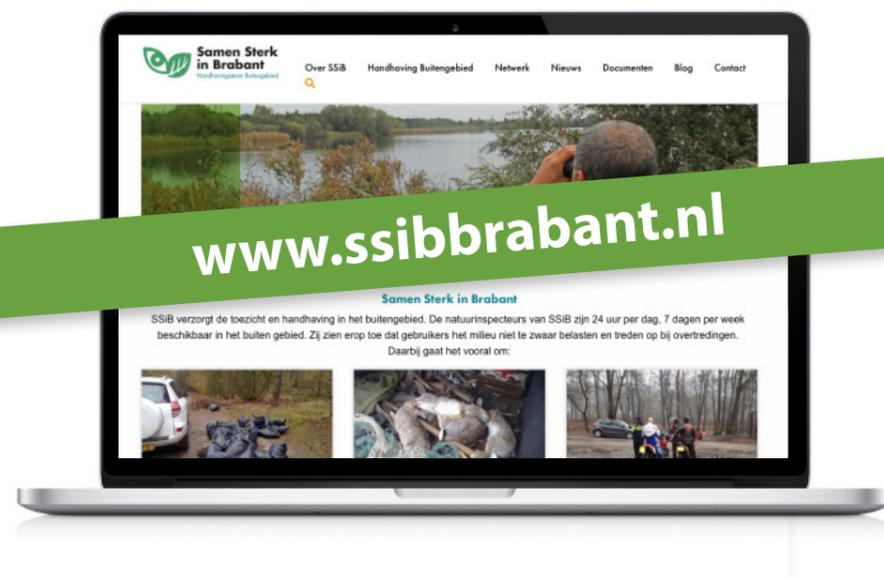 Samen Sterk
in Brabant
Handhavingsteam Buitengebied
Over SSiB Handhaving Buitengebied Netwerk Nieuws Documenten Blog Contact
www.ssibbrabant.nl
Samen Sterk in Brabant
SSiB verzorgt de toezicht en handhaving in het buitengebied. De natuurinspecteurs van SSiB zijn 24 uur per dag, 7 dagen per week
beschikbaar in het buiten gebied. Zij zien erop toe dat gebruikers het milieu niet te zwaar belasten en treden op bij overtredingen.
Daarbij gaat het vooral om: